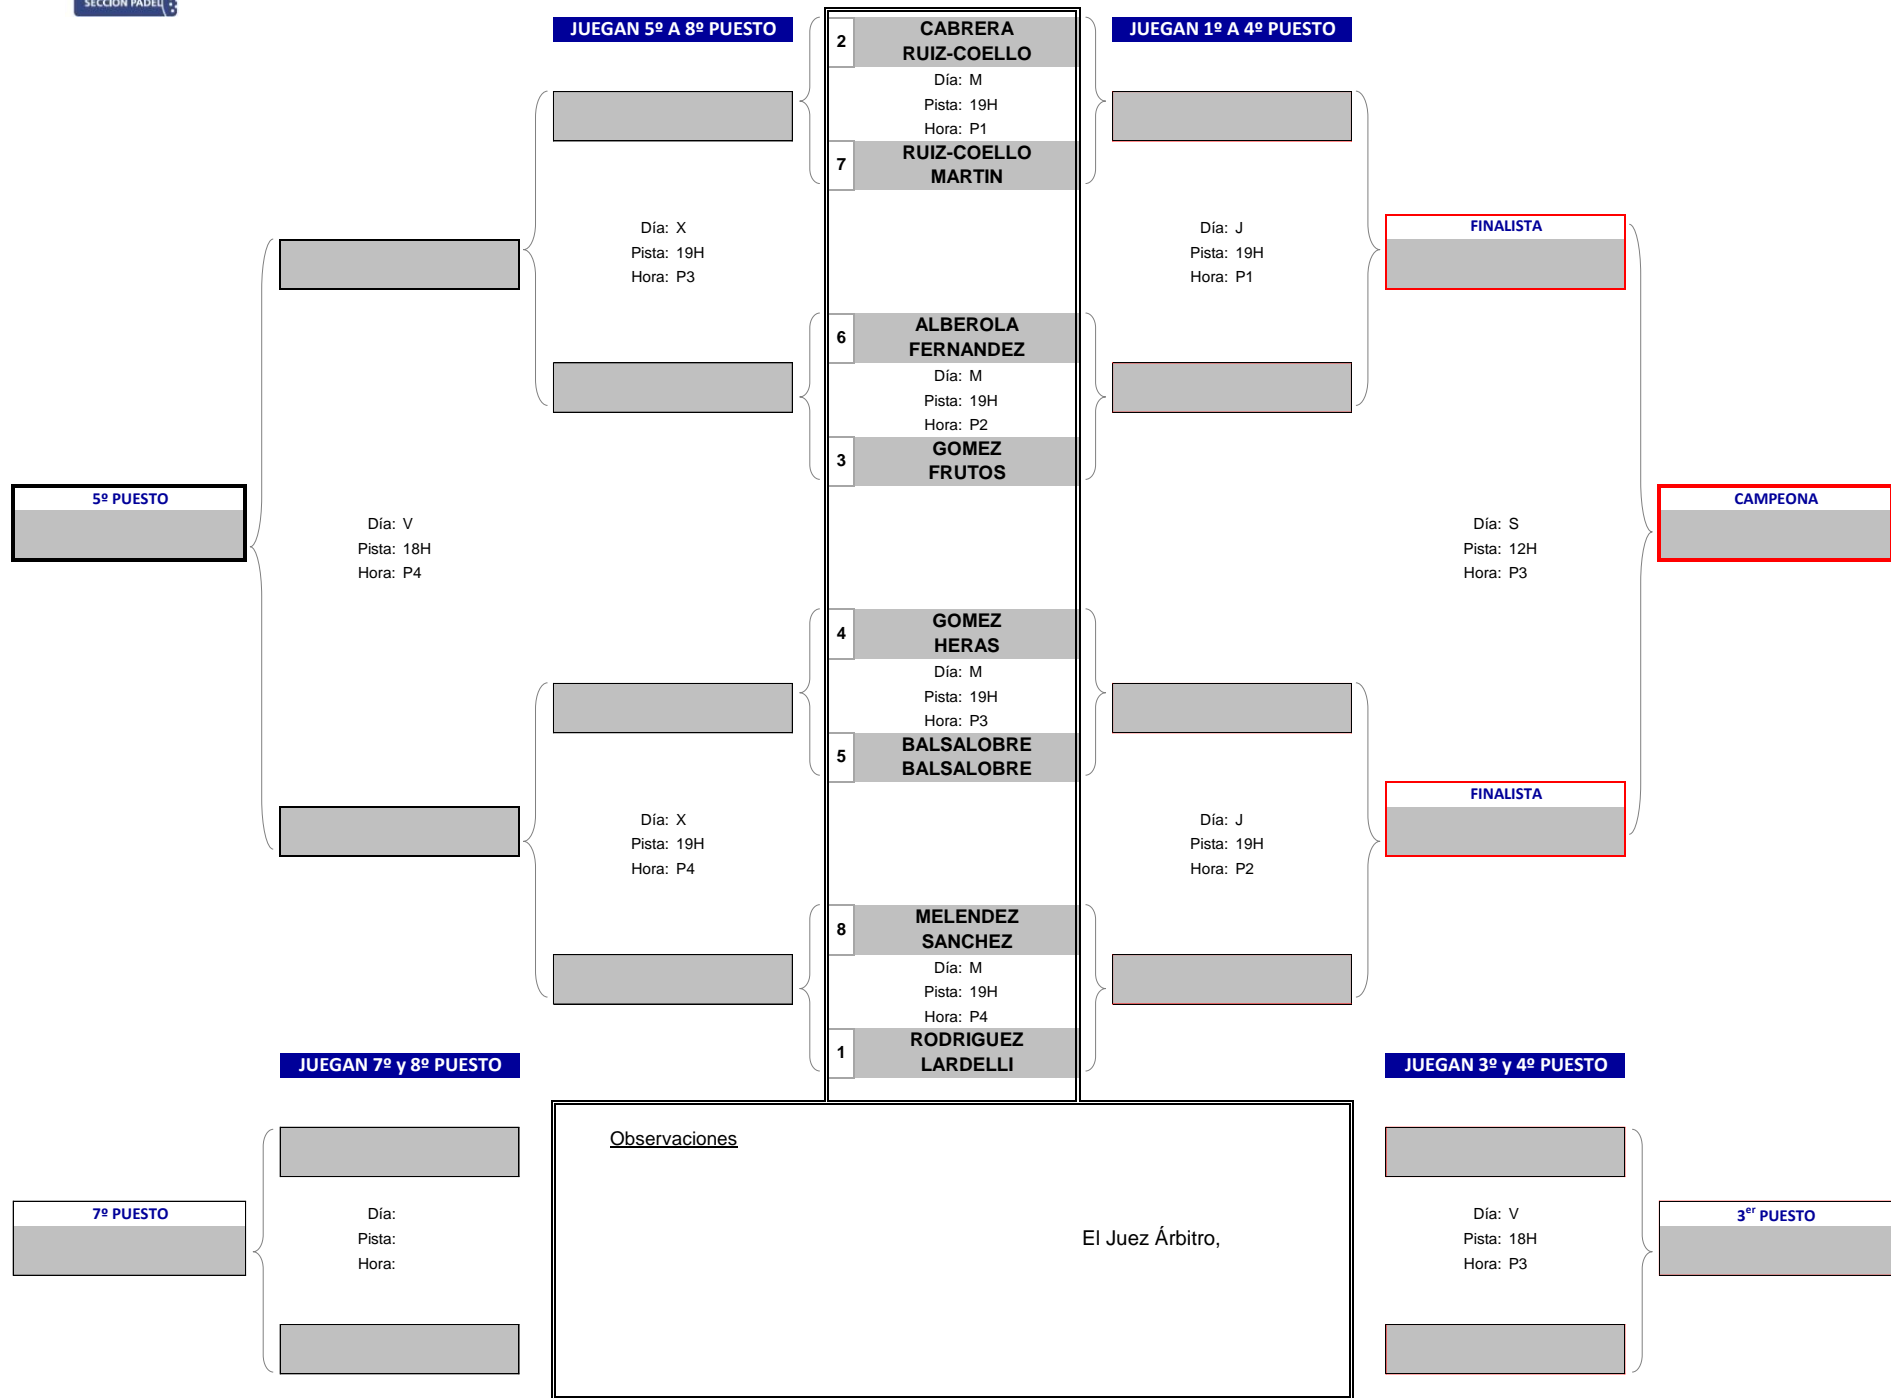 SECCIÓN PADEL
JUEGAN 5º A 8º PUESTO
JUEGAN 1º A 4º PUESTO
2
CABRERA
RUIZ-COELLO
Día: M
Pista: 19H
Hora: P1
7
RUIZ-COELLO
MARTIN
Día: X
Pista: 19H
Hora: P3
Día: J
Pista: 19H
Hora: P1
FINALISTA
6
ALBEROLA
FERNANDEZ
Día: M
Pista: 19H
Hora: P2
3
GOMEZ
FRUTOS
5º PUESTO
Día: V
Pista: 18H
Hora: P4
Día: S
Pista: 12H
Hora: P3
CAMPEONA
4
GOMEZ
HERAS
Día: M
Pista: 19H
Hora: P3
5
BALSALOBRE
BALSALOBRE
Día: X
Pista: 19H
Hora: P4
Día: J
Pista: 19H
Hora: P2
FINALISTA
8
MELENDEZ
SANCHEZ
Día: M
Pista: 19H
Hora: P4
1
RODRIGUEZ
LARDELLI
JUEGAN 7º y 8º PUESTO
JUEGAN 3º y 4º PUESTO
Observaciones
7º PUESTO
Día:
Pista:
Hora:
El Juez Árbitro,
Día: V
Pista: 18H
Hora: P3
3er PUESTO